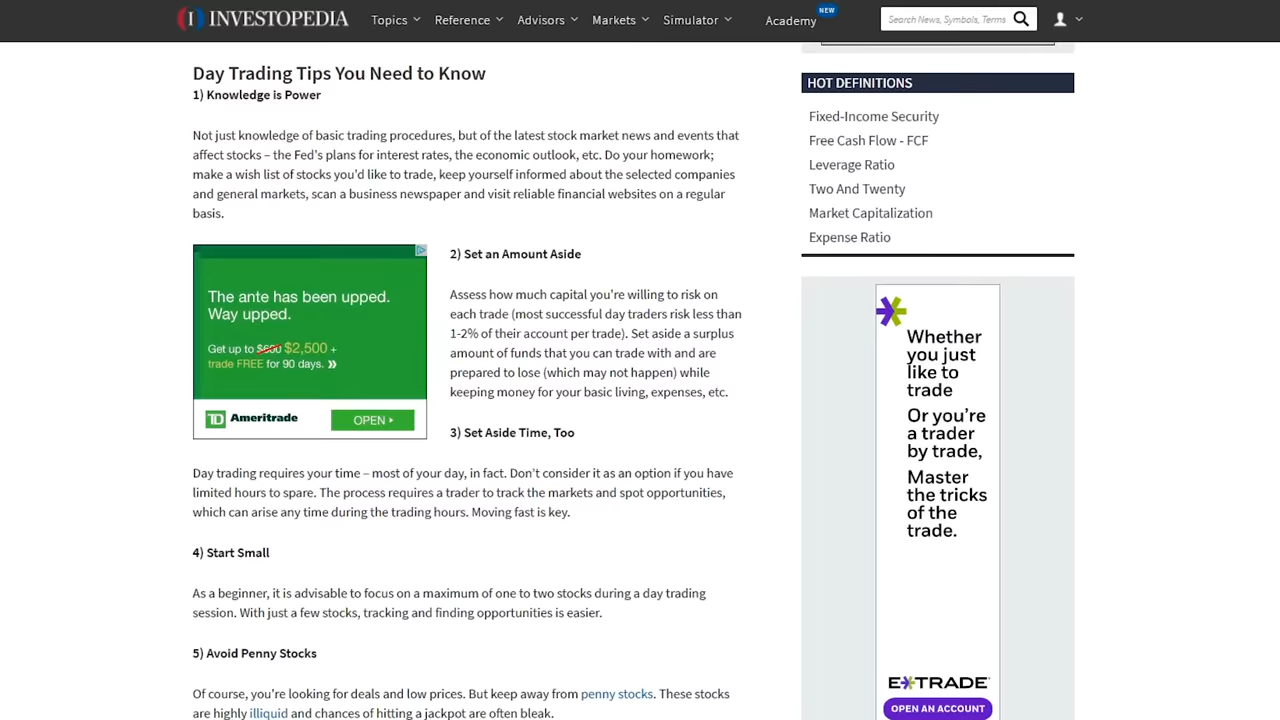 INVESTOPEDIA
Topics
Reference
Advisors
Markets
Simulator
Academy
NEW
Search News, Symbols, Terms
Day Trading Tips You Need to Know
1) Knowledge is Power
Not just knowledge of basic trading procedures, but of the latest stock market news and events that
affect stocks – the Fed's plans for interest rates, the economic outlook, etc. Do your homework;
make a wish list of stocks you'd like to trade, keep yourself informed about the selected companies
and general markets, scan a business newspaper and visit reliable financial websites on a regular
basis.
The ante has been upped.
Way upped.
Get up to $600 $2,500 +
trade FREE for 90 days. »
TD Ameritrade
OPEN
2) Set an Amount Aside
Assess how much capital you're willing to risk on
each trade (most successful day traders risk less than
1-2% of their account per trade). Set aside a surplus
amount of funds that you can trade with and are
prepared to lose (which may not happen) while
keeping money for your basic living, expenses, etc.
3) Set Aside Time, Too
Day trading requires your time – most of your day, in fact. Don't consider it as an option if you have
limited hours to spare. The process requires a trader to track the markets and spot opportunities,
which can arise any time during the trading hours. Moving fast is key.
4) Start Small
As a beginner, it is advisable to focus on a maximum of one to two stocks during a day trading
session. With just a few stocks, tracking and finding opportunities is easier.
5) Avoid Penny Stocks
Of course, you're looking for deals and low prices. But keep away from penny stocks. These stocks
are highly illiquid and chances of hitting a jackpot are often bleak.
HOT DEFINITIONS
Fixed-Income Security
Free Cash Flow - FCF
Leverage Ratio
Two And Twenty
Market Capitalization
Expense Ratio
Whether
you just
like to
trade
Or you're
a trader
by trade,
Master
the tricks
of the
trade.
E*TRADE
OPEN AN ACCOUNT